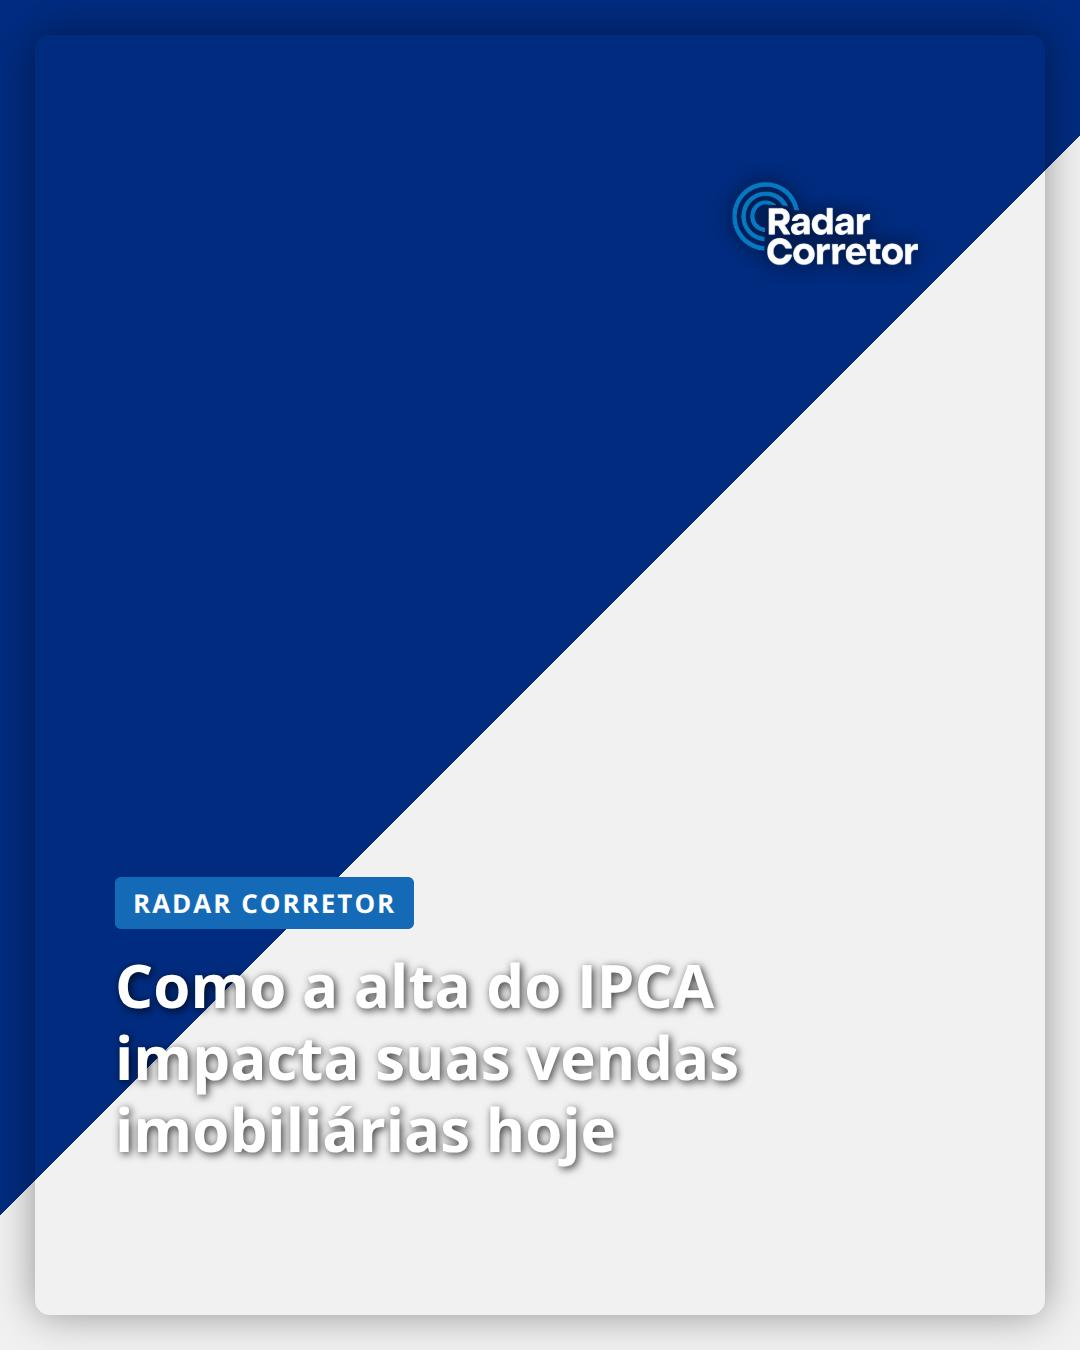 Radar
Corretor
RADAR CORRETOR
Como a alta do IPCA
impacta suas vendas
imobiliárias hoje